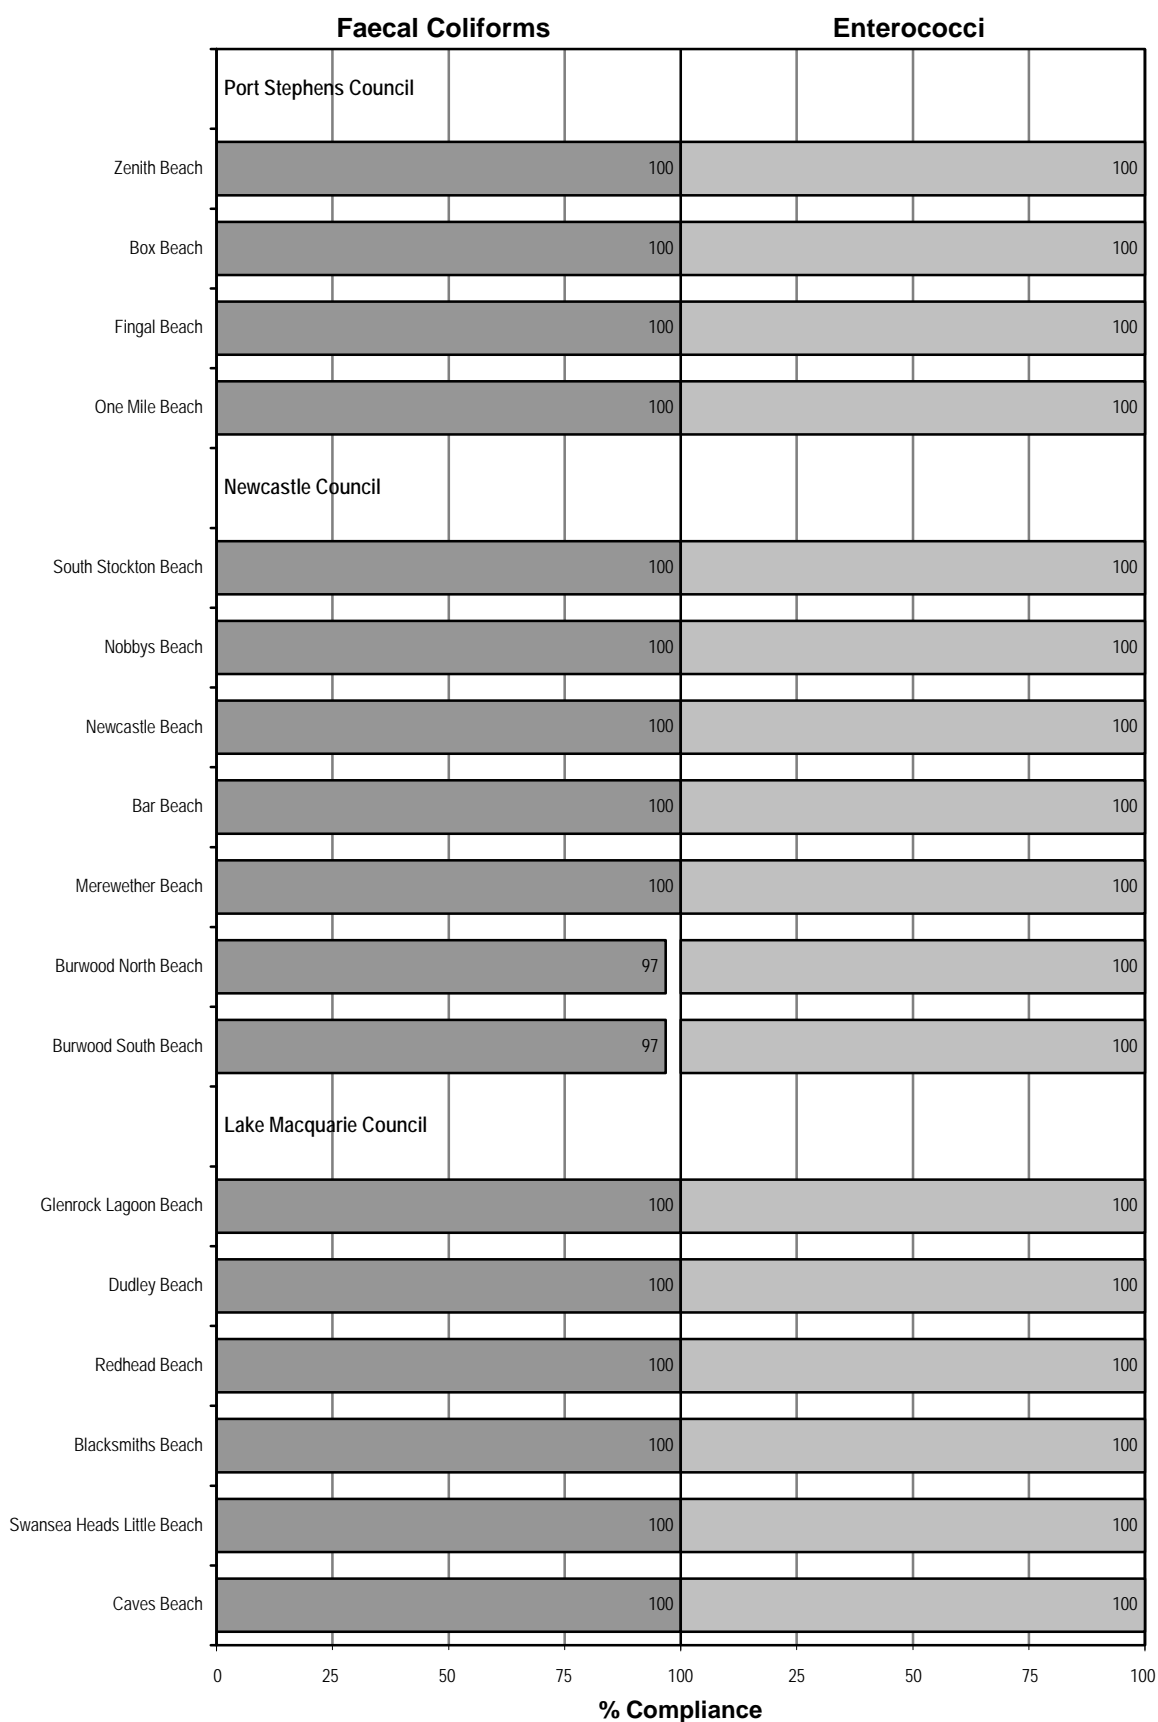 Faecal Coliforms Enterococci
Port Stephens Council
Zenith Beach 100 100
Box Beach 100 100
Fingal Beach 100 100
One Mile Beach 100 100
Newcastle Council
South Stockton Beach 100 100
Nobbys Beach 100 100
Newcastle Beach 100 100
Bar Beach 100 100
Merewether Beach 100 100
Burwood North Beach 97 100
Burwood South Beach 97 100
Lake Macquarie Council
Glenrock Lagoon Beach 100 100
Dudley Beach 100 100
Redhead Beach 100 100
Blacksmiths Beach 100 100
Swansea Heads Little Beach 100 100
Caves Beach 100 100
0 25 50 75 100 25 50 75 100
% Compliance